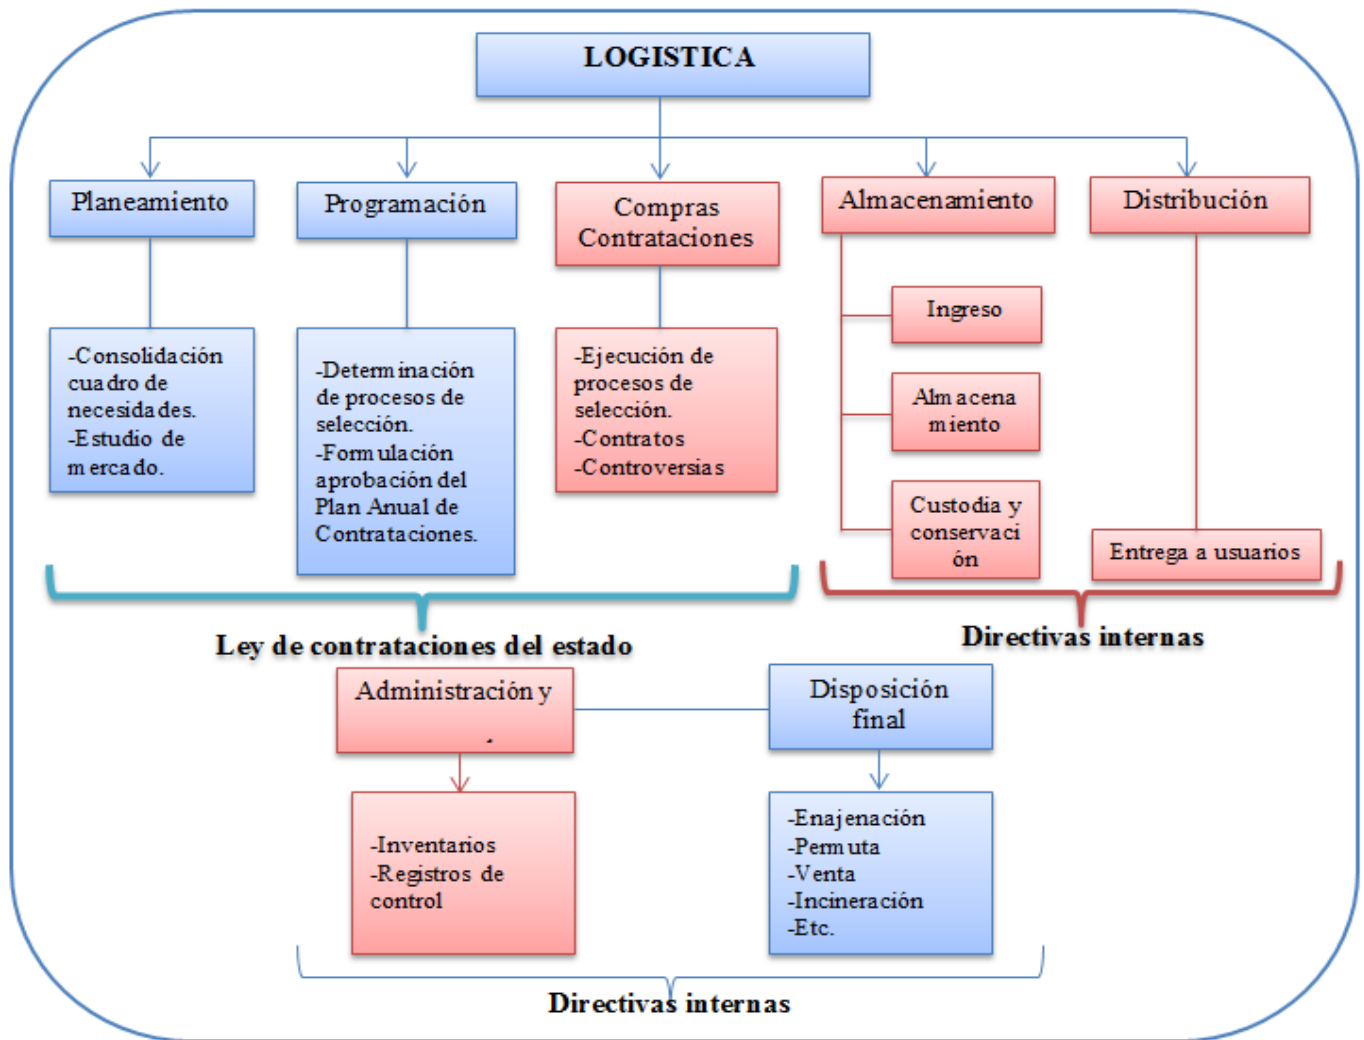 LOGISTICA
Planeamiento
Programación
Compras
Contrataciones
Almacenamiento
Distribución
-Consolidación
cuadro de
necesidades.
-Estudio de
mercado.
-Determinación
de procesos de
selección.
-Formulación
aprobación del
Plan Anual de
Contrataciones.
-Ejecución de
procesos de
selección.
-Contratos
-Controversias
Ingreso
Almacena
miento
Custodia y
conservaci
ón
Entrega a usuarios
Ley de contrataciones del estado
Directivas internas
Administración y
Disposición
final
-Inventarios
-Registros de
control
-Enajenación
-Permuta
-Venta
-Incineración
-Etc.
Directivas internas